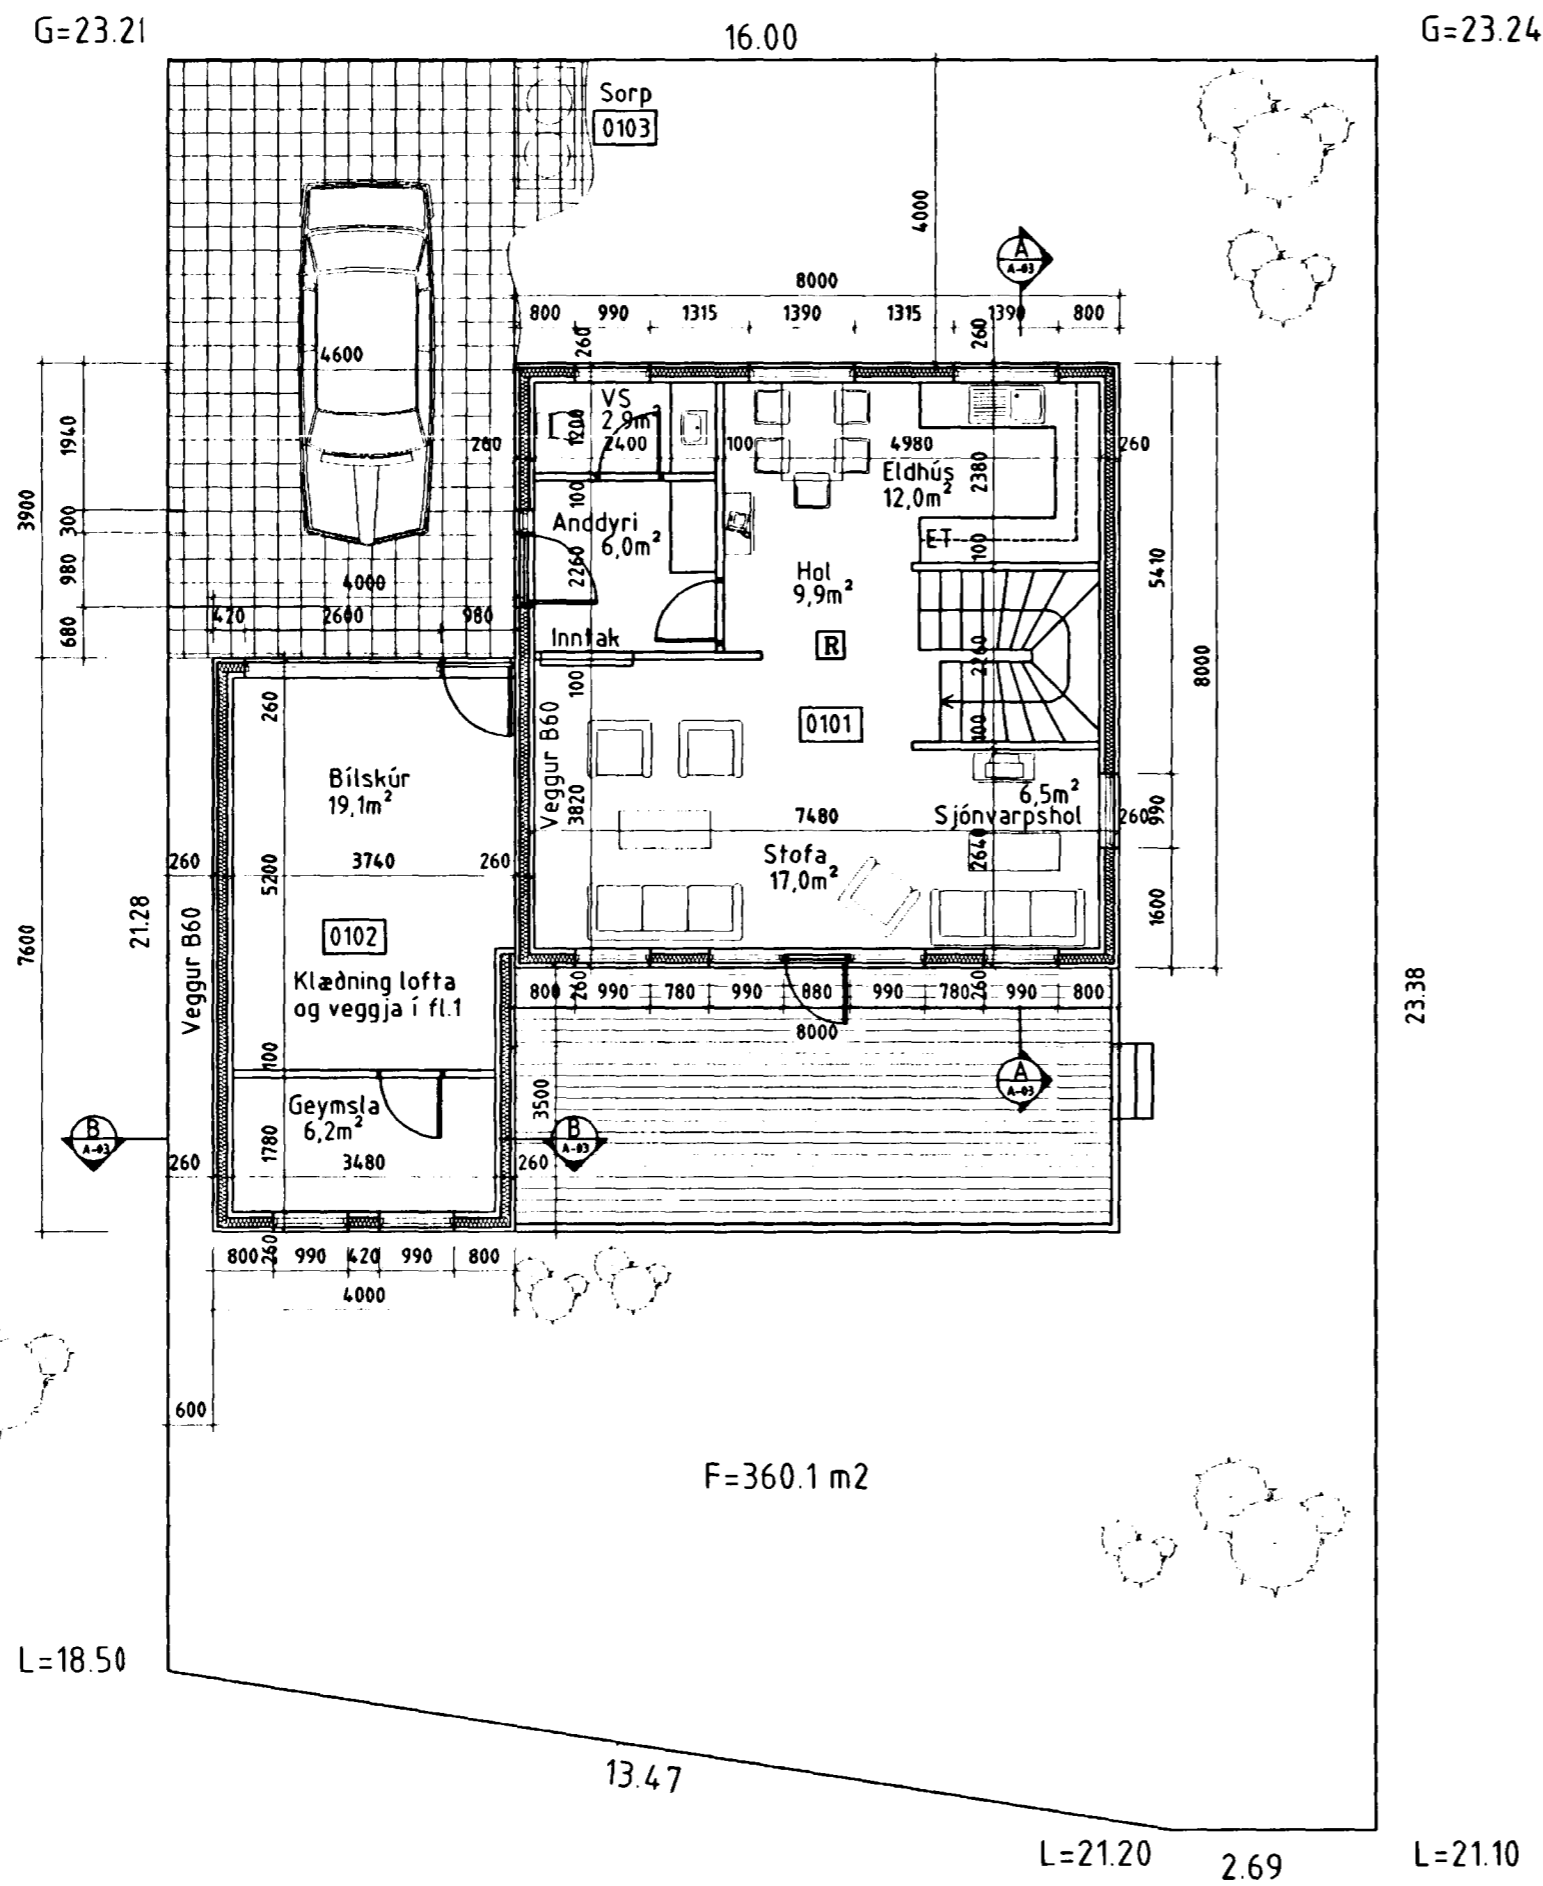 G=23.21
16.00
G=23.24
Sorp
0103
4000
A
A-03
8000
800 990 1315 1390 1315 1390 800
260
260
4600
VS
2,9m²
1200
2400
260
100
4980
260
Eldhús
12,0m²
2380
1940
3900
300
980
680
100
Anddyri
6,0m²
2260
ET
100
Hol
9,9m²
5410
4000
420 2600 980
Inntak
R
2260
8000
260
100
0101
100
Veggur B60
Bílskúr
19,1m²
3820
7480
6,5m²
Sjónvarpshol
260
990
2640
Stofa
17,0m²
260
3740
260
5200
1600
21.28
7600
Veggur B60
0102
Klæðning lofta
og veggja í fl.1
800 260 990 780 990 880 990 780 260 990 800
8000
23.38
100
A
A-03
3500
Geymsla
6,2m²
B
A-03
B
A-03
1780
260
3480
260
800 260 990 420 990 800
4000
600
F=360.1 m2
L=18.50
13.47
L=21.20
2.69
L=21.10